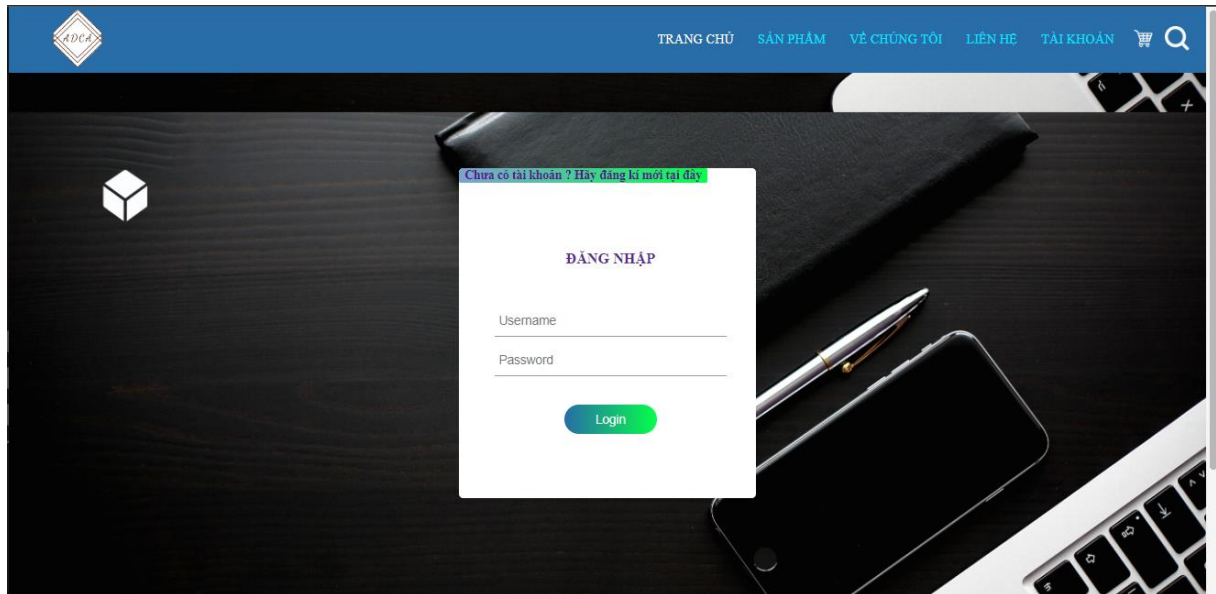 ADCA
TRANG CHỦ SẢN PHẨM VỀ CHÚNG TÔI LIÊN HỆ TÀI KHOẢN
Chưa có tài khoản ? Hãy đăng kí mới tại đây
ĐĂNG NHẬP
Username
Password
Login